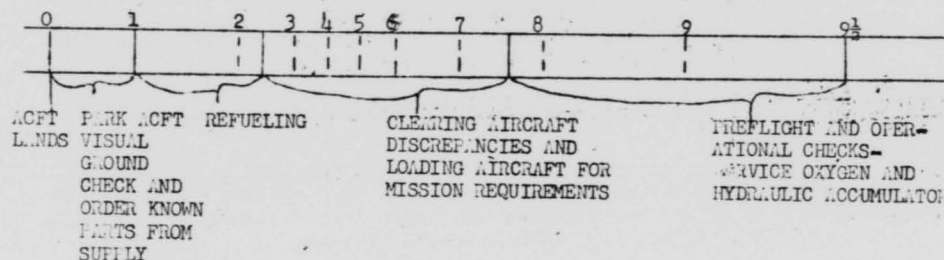 0 1 2 3 4 5 6 7 8 9 9½
ACFT
LANDS
PARK ACFT
VISUAL
GROUND
CHECK AND
ORDER KNOWN
PARTS FROM
SUPPLY
REFUELING
CLEARING AIRCRAFT
DISCREPANCIES AND
LOADING AIRCRAFT FOR
MISSION REQUIREMENTS
PREFLIGHT AND OPER-
ATIONAL CHECKS-
SERVICE OXYGEN AND
HYDRAULIC ACCUMULATOR